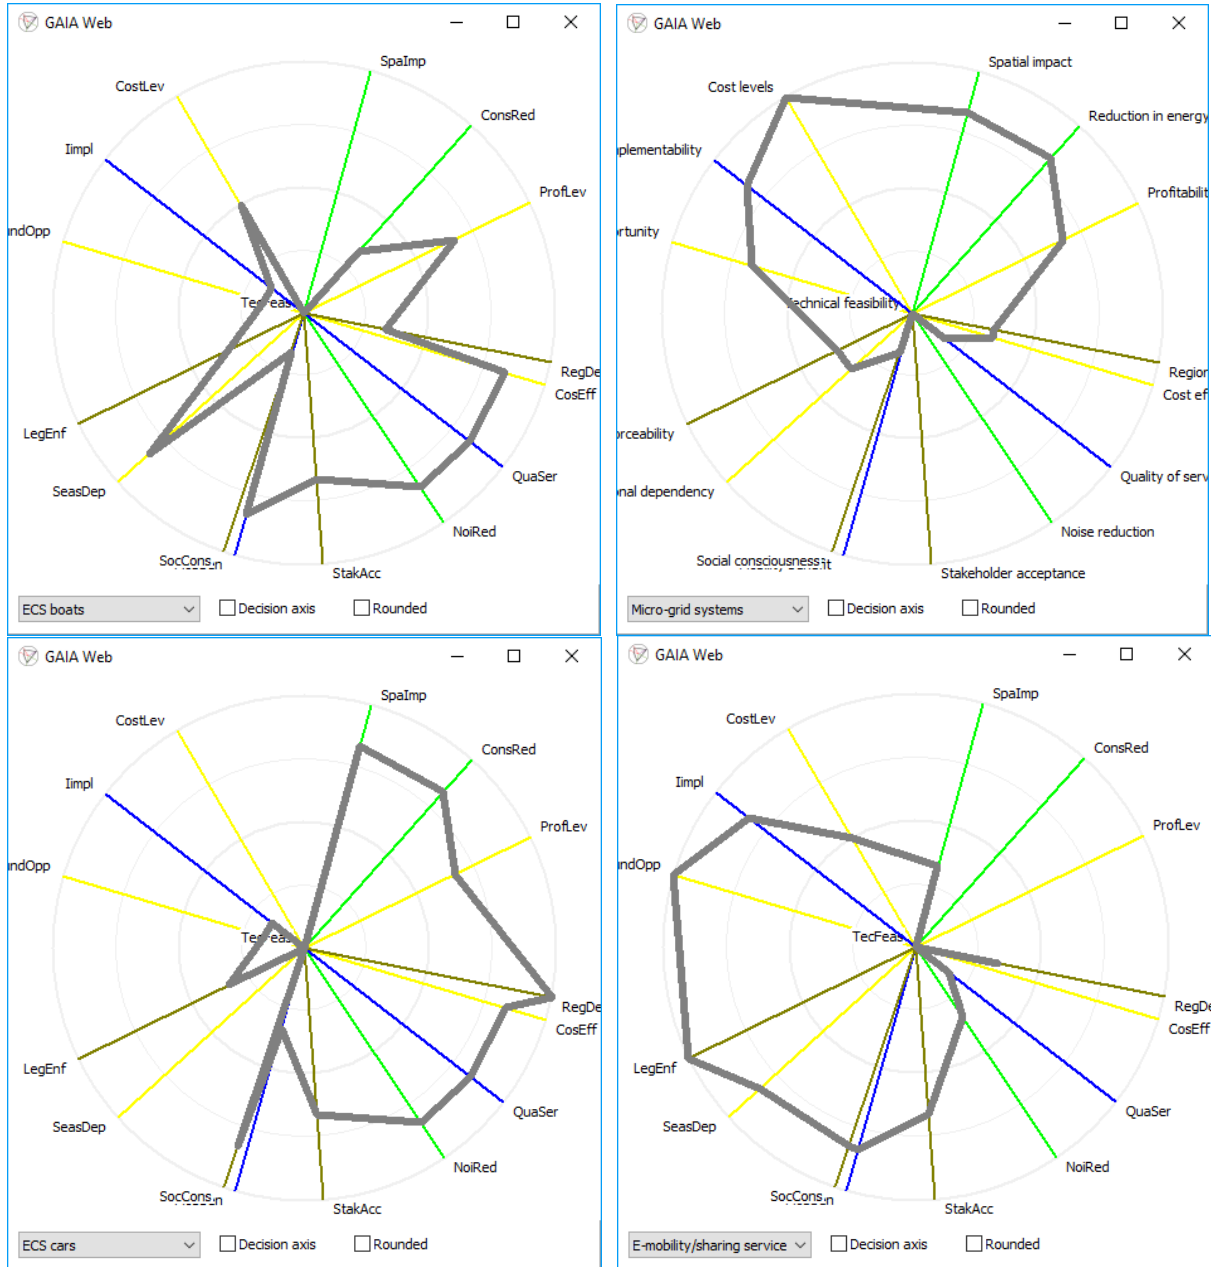 GAIA Web
SpaImp
CostLev
ConsRed
Iimpl
ProfLev
ndOpp
TecFeas
RegDe
CosEff
LegEnf
QuaSer
SeasDep
NoiRed
SocCons
StakAcc
ECS boats
Decision axis
Rounded
GAIA Web
Spatial impact
Cost levels
Reduction in energy
plementability
Profitabilit
rtunity
Technical feasibility
Region
Cost ef
orceability
Quality of serv
nal dependency
Noise reduction
Social consciousness
Stakeholder acceptance
Micro-grid systems
Decision axis
Rounded
GAIA Web
SpaImp
CostLev
ConsRed
Iimpl
ProfLev
ndOpp
TecFeas
RegDe
CosEff
LegEnf
QuaSer
SeasDep
NoiRed
SocCons
StakAcc
ECS cars
Decision axis
Rounded
GAIA Web
SpaImp
CostLev
ConsRed
Iimpl
ProfLev
ndOpp
TecFeas
RegDe
CosEff
LegEnf
QuaSer
SeasDep
NoiRed
SocCons
StakAcc
E-mobility/sharing service
Decision axis
Rounded